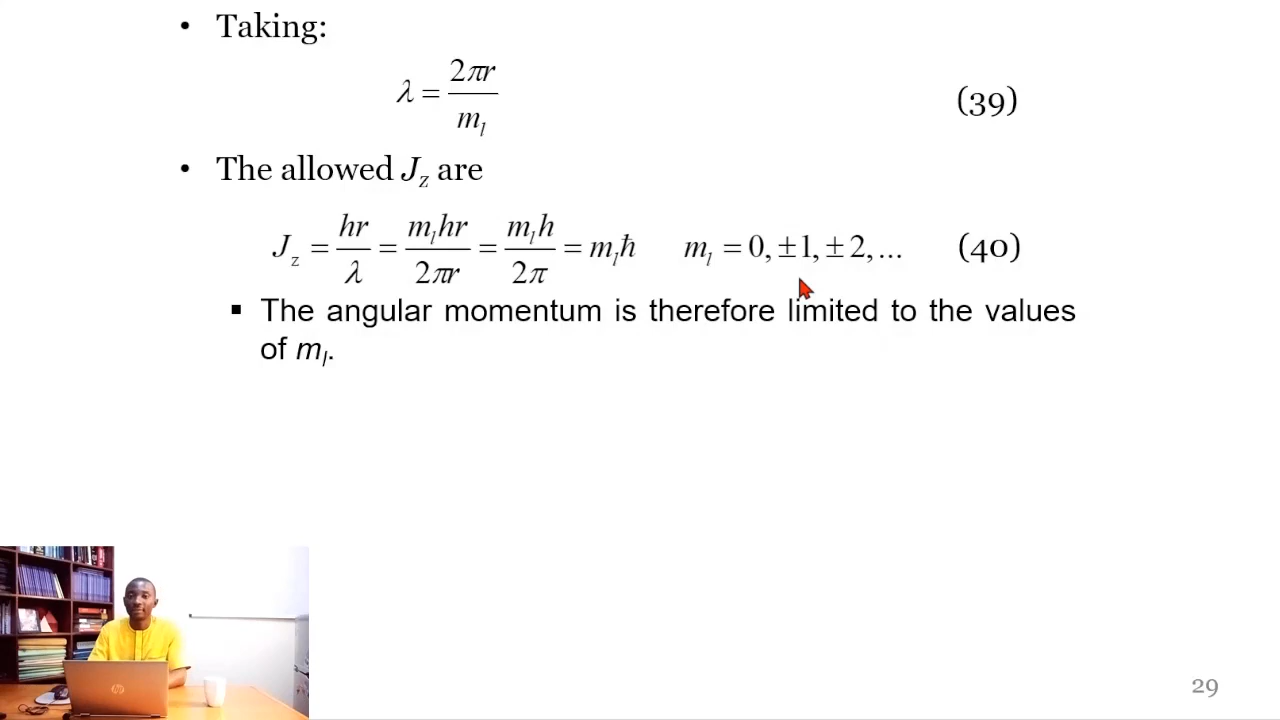 • Taking:
λ = 2πr / m_l (39)
• The allowed J_z are
J_z = hr / λ = m_l hr / 2πr = m_l h / 2π = m_l ħ m_l = 0, ±1, ±2, ... (40)
▪ The angular momentum is therefore limited to the values
of m_l.
hp
29